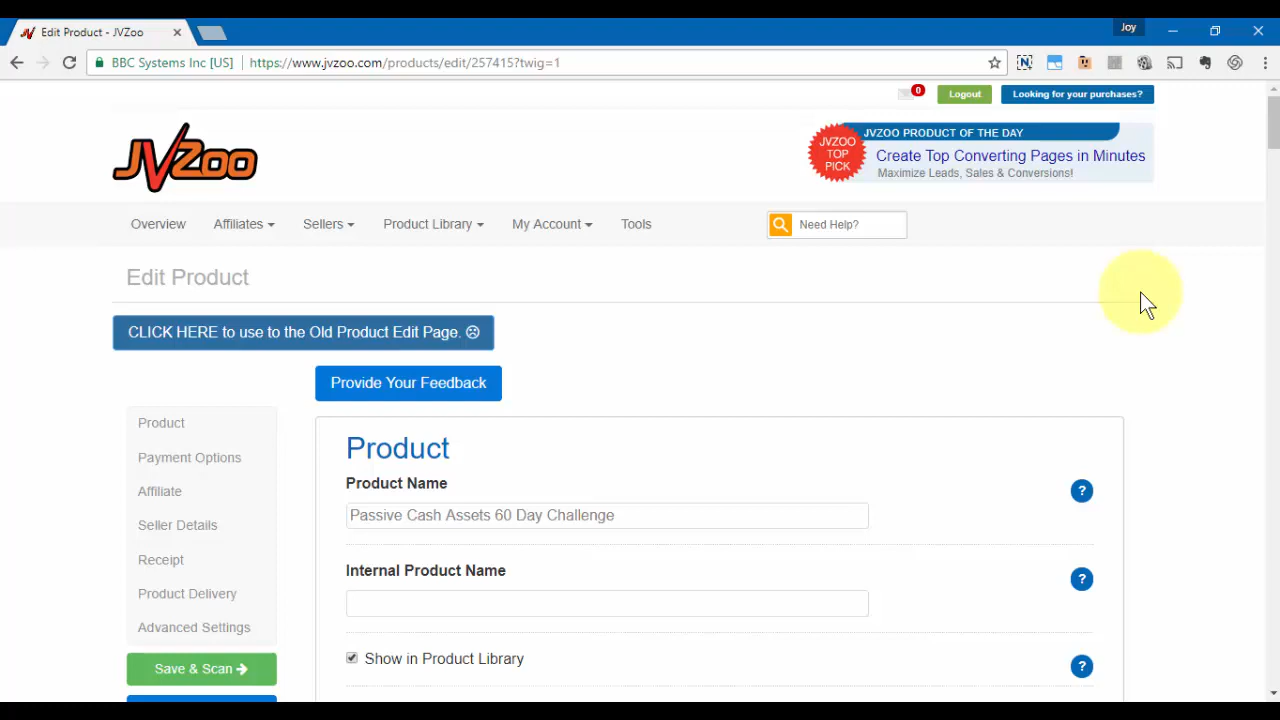 Edit Product - JVZoo
Joy
BBC Systems Inc [US]
https://www.jvzoo.com/products/edit/257415?twig=1
0
Logout
Looking for your purchases?
JVZoo
JVZOO TOP PICK
JVZOO PRODUCT OF THE DAY
Create Top Converting Pages in Minutes
Maximize Leads, Sales & Conversions!
Overview
Affiliates
Sellers
Product Library
My Account
Tools
Need Help?
Edit Product
CLICK HERE to use to the Old Product Edit Page.
Provide Your Feedback
Product
Payment Options
Affiliate
Seller Details
Receipt
Product Delivery
Advanced Settings
Save & Scan
Product
Product Name
?
Passive Cash Assets 60 Day Challenge
Internal Product Name
?
Show in Product Library
?